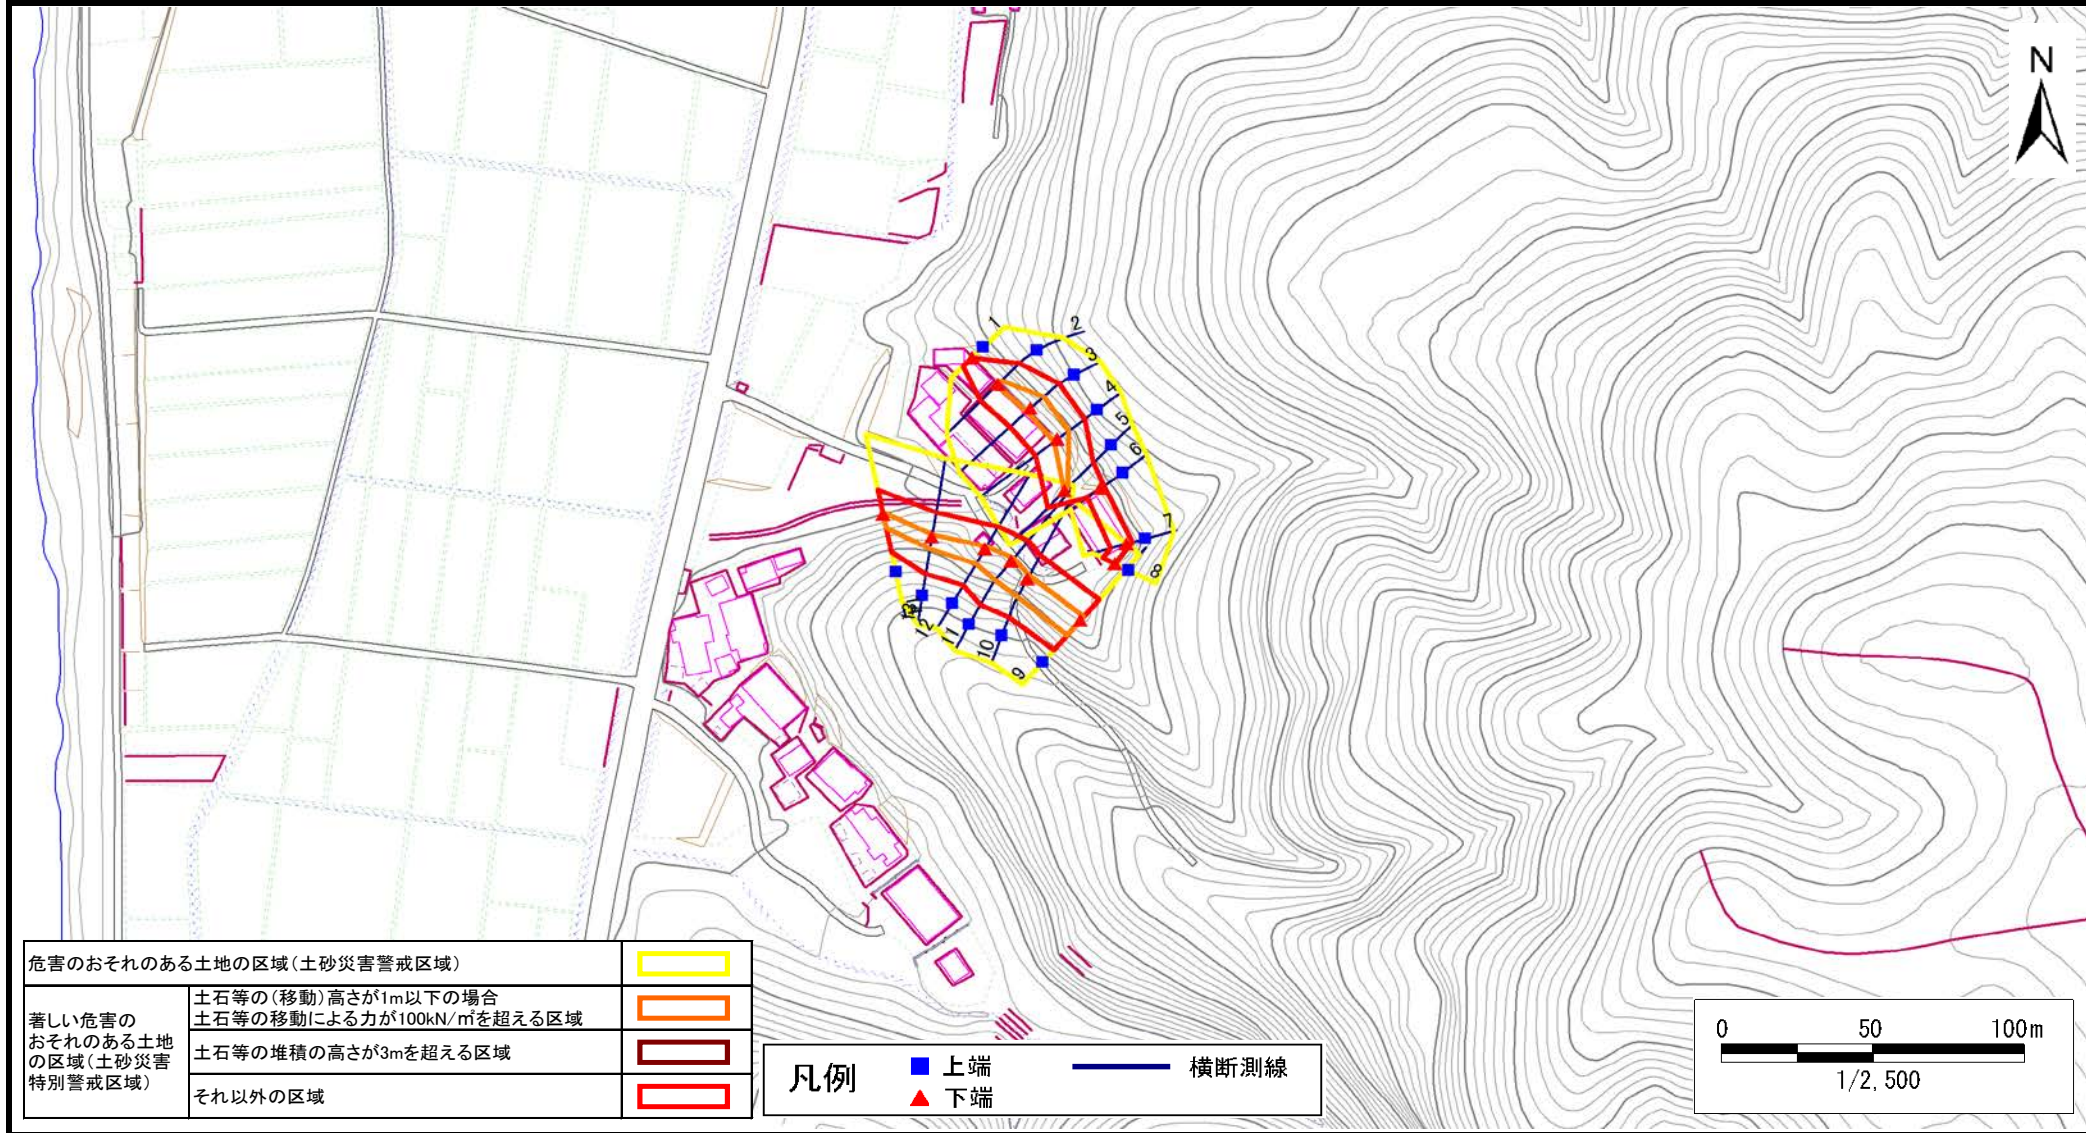 N
1
2
3
4
5
6
7
8
9
10
11
12
危害のおそれのある土地の区域(土砂災害警戒区域)
著しい危害の
おそれのある土地
の区域(土砂災害
特別警戒区域)
土石等の(移動)高さが1m以下の場合
土石等の移動による力が100kN/㎡を超える区域
土石等の堆積の高さが3mを超える区域
それ以外の区域
凡例
上端
下端
横断測線
0 50 100m
1/2,500